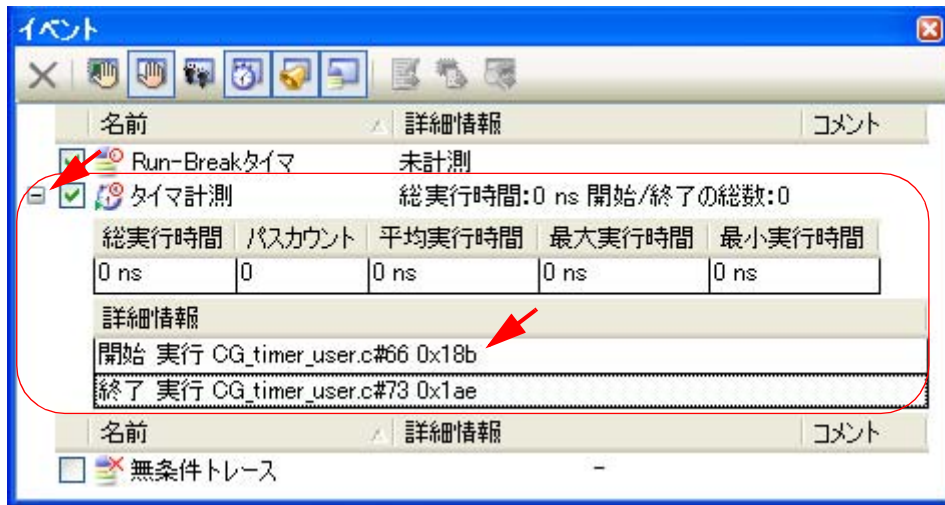 イベント
名前 詳細情報 コメント
Run-Breakタイマ 未計測
タイマ計測 総実行時間:0 ns 開始/終了の総数:0
総実行時間 パスカウント 平均実行時間 最大実行時間 最小実行時間
0 ns 0 0 ns 0 ns 0 ns
詳細情報
開始 実行 CG_timer_user.c#66 0x18b
終了 実行 CG_timer_user.c#73 0x1ae
名前 詳細情報 コメント
無条件トレース -